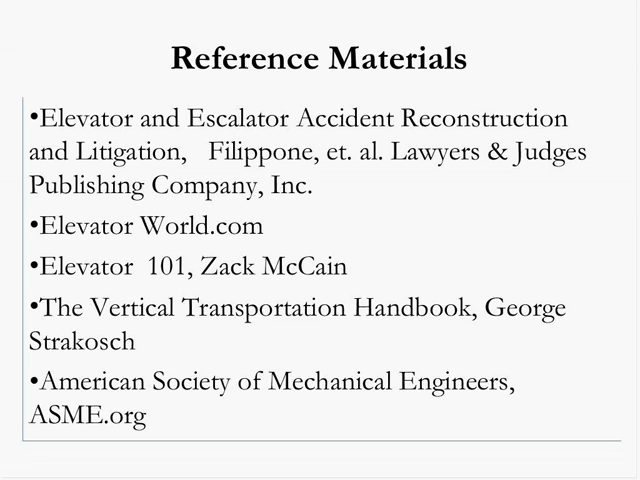 Reference Materials
•Elevator and Escalator Accident Reconstruction
and Litigation,   Filippone, et. al. Lawyers & Judges
Publishing Company, Inc.
•Elevator World.com
•Elevator  101, Zack McCain
•The Vertical Transportation Handbook, George
Strakosch
•American Society of Mechanical Engineers,
ASME.org